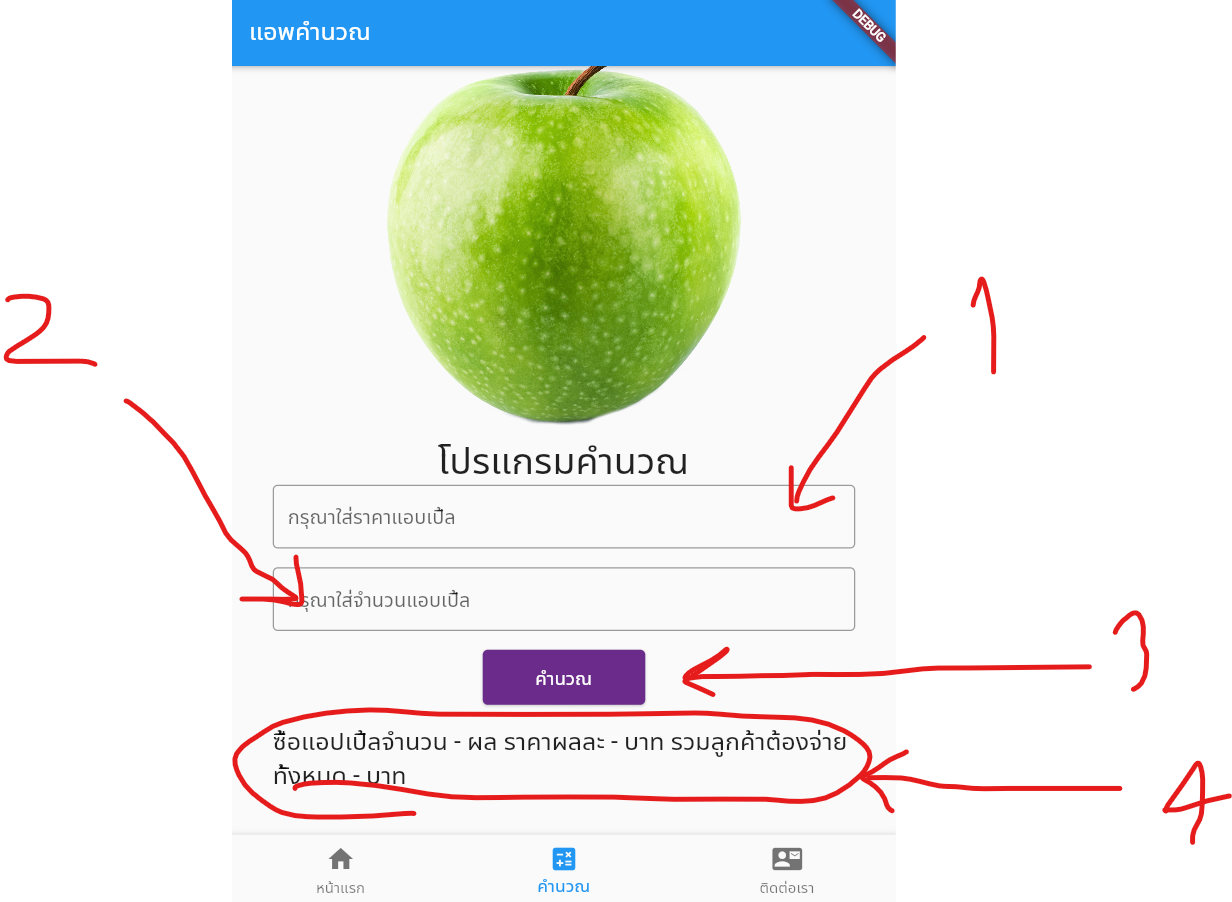 แอพคำนวณ
DEBUG
2
1
โปรแกรมคำนวณ
กรุณาใส่ราคาแอบเปิ้ล
กรุณาใส่จำนวนแอบเปิ้ล
3
คำนวณ
ซื้อแอปเปิ้ลจำนวน - ผล ราคาผลละ - บาท รวมลูกค้าต้องจ่าย
ทั้งหมด - บาท
4
หน้าแรก
คำนวณ
ติดต่อเรา